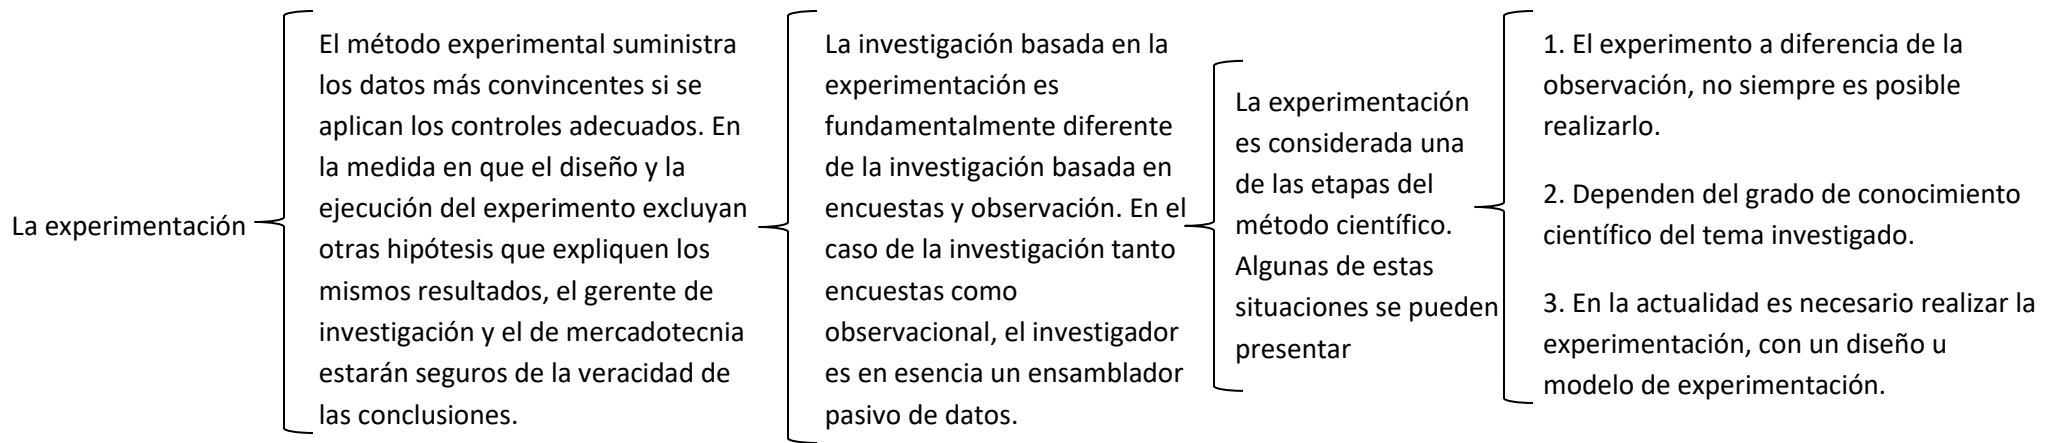 La experimentación
El método experimental suministra
los datos más convincentes si se
aplican los controles adecuados. En
la medida en que el diseño y la
ejecución del experimento excluyan
otras hipótesis que expliquen los
mismos resultados, el gerente de
investigación y el de mercadotecnia
estarán seguros de la veracidad de
las conclusiones.
La investigación basada en la
experimentación es
fundamentalmente diferente
de la investigación basada en
encuestas y observación. En el
caso de la investigación tanto
encuestas como
observacional, el investigador
es en esencia un ensamblador
pasivo de datos.
La experimentación
es considerada una
de las etapas del
método científico.
Algunas de estas
situaciones se pueden
presentar
1. El experimento a diferencia de la
observación, no siempre es posible
realizarlo.
2. Dependen del grado de conocimiento
científico del tema investigado.
3. En la actualidad es necesario realizar la
experimentación, con un diseño u
modelo de experimentación.